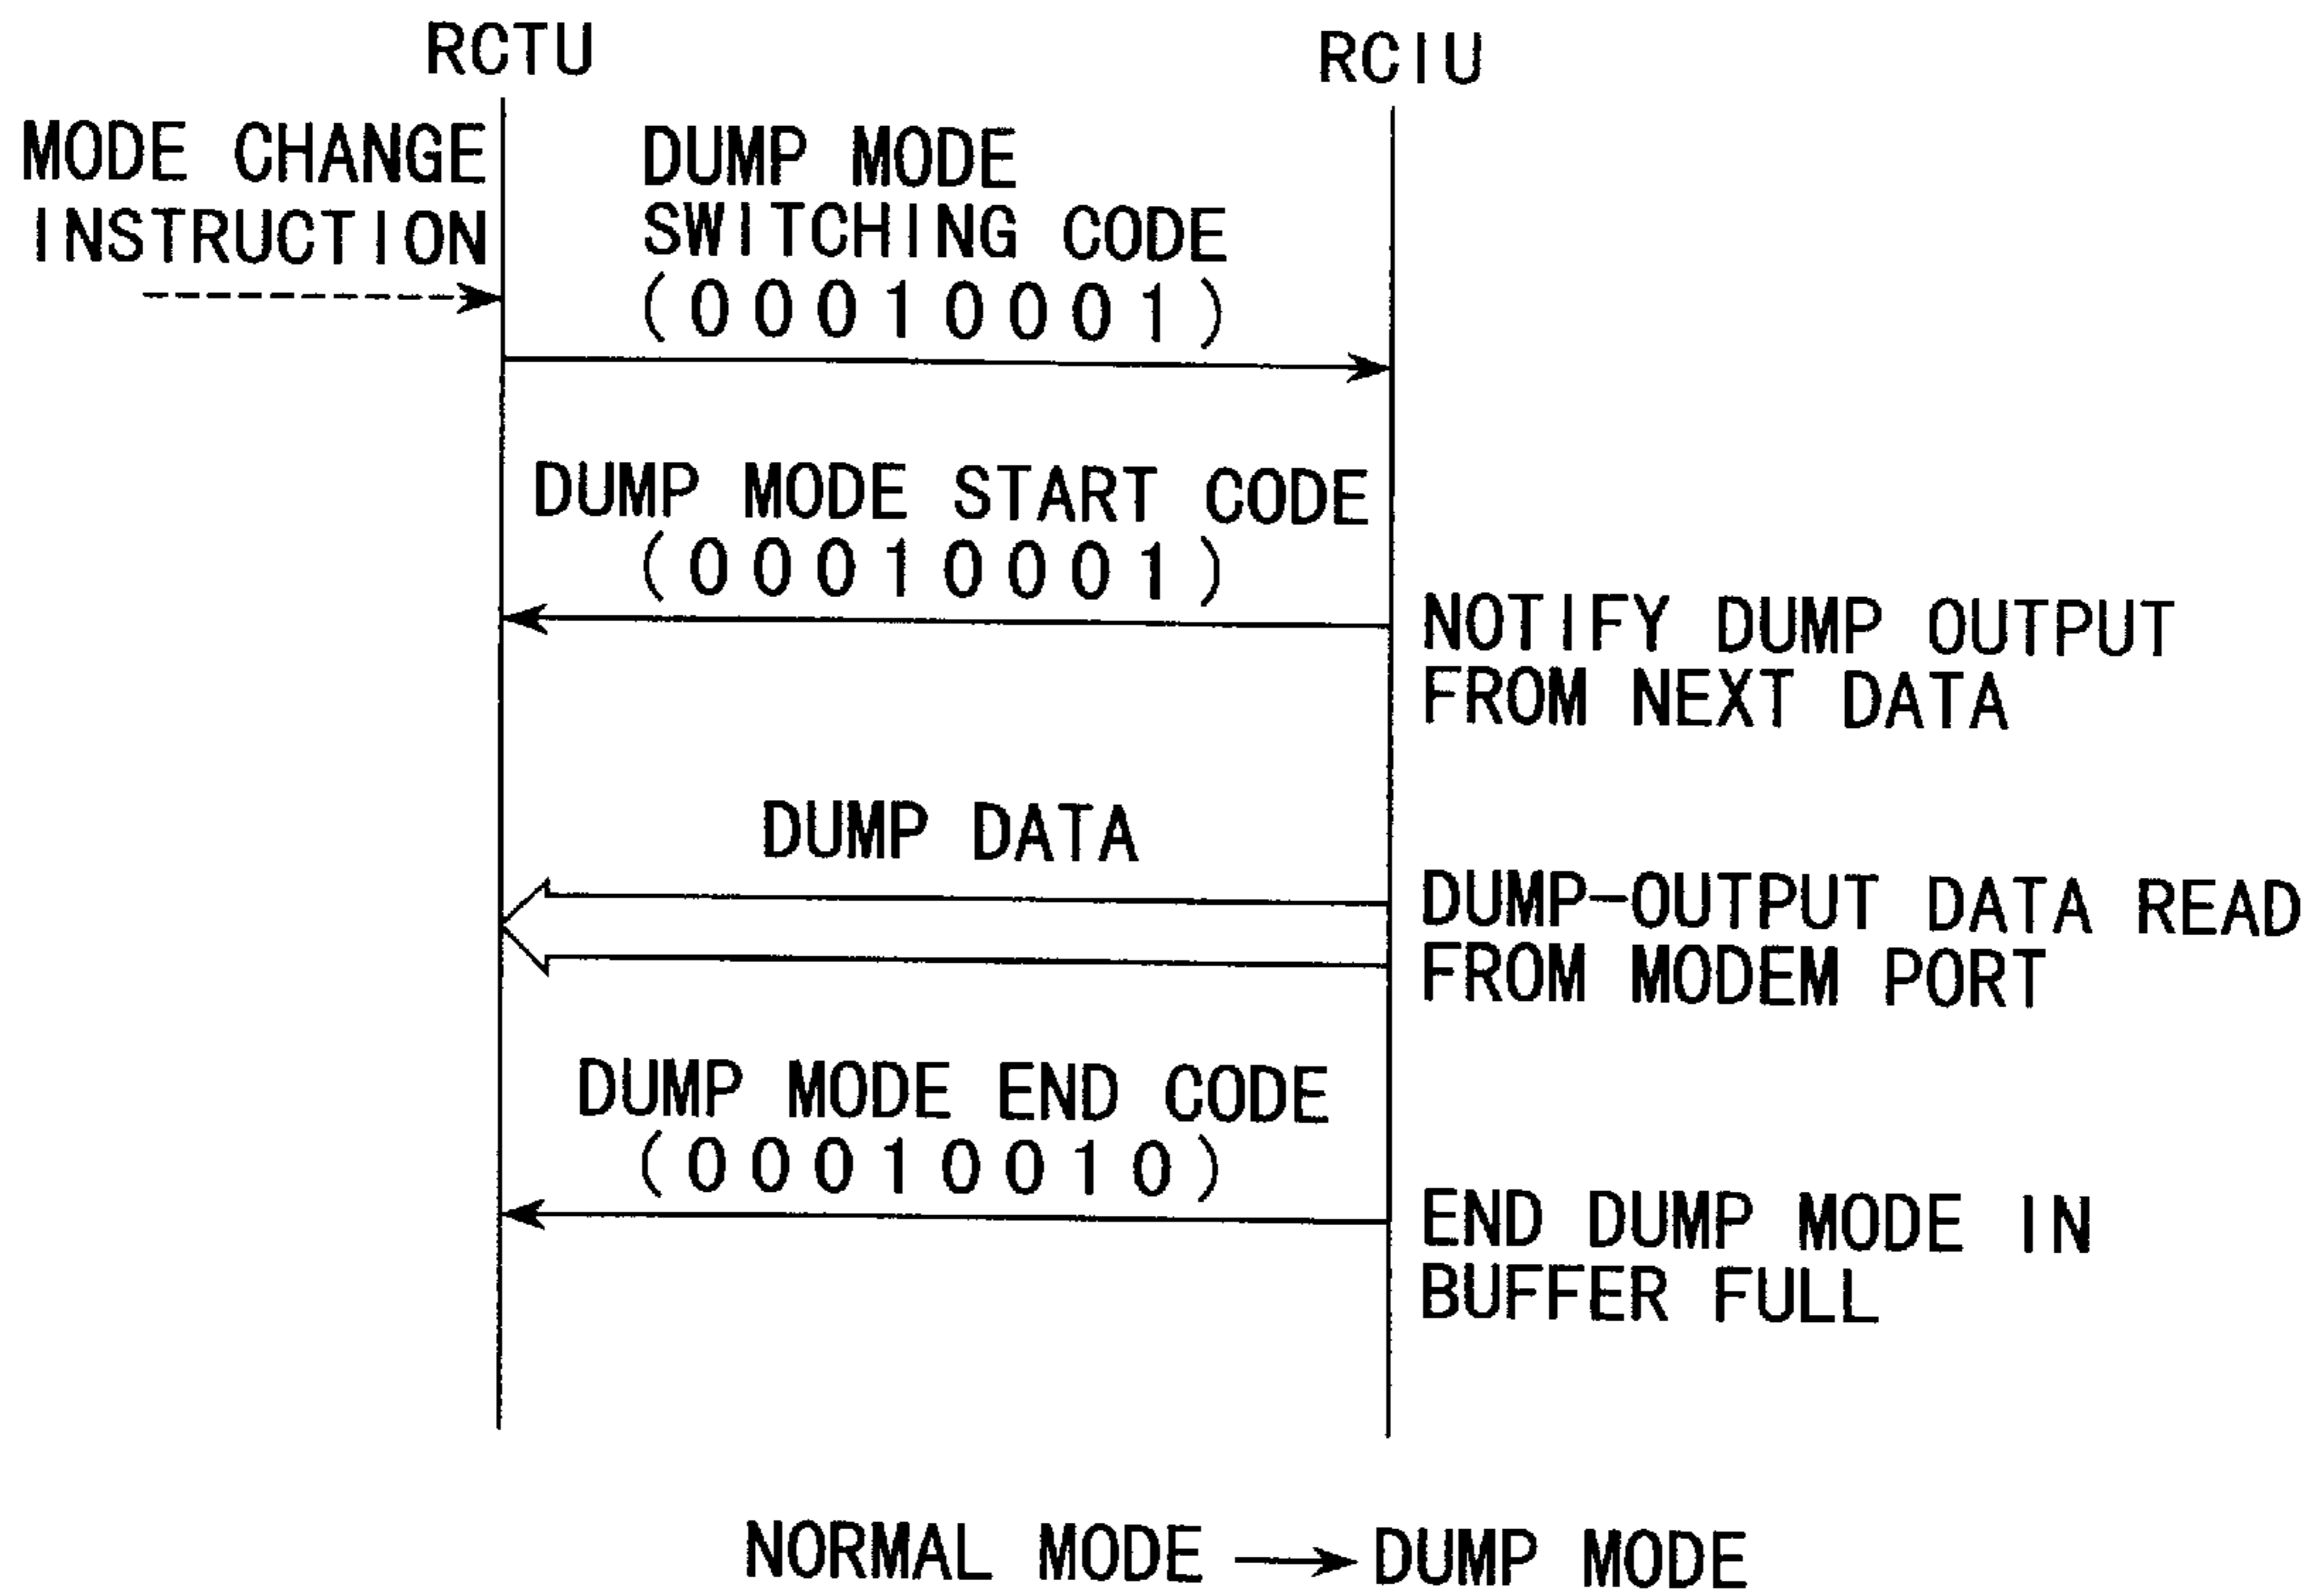 RCTU
RCIU
MODE CHANGE
INSTRUCTION
DUMP MODE
SWITCHING CODE
(00010001)
DUMP MODE START CODE
(00010001)
NOTIFY DUMP OUTPUT
FROM NEXT DATA
DUMP DATA
DUMP-OUTPUT DATA READ
FROM MODEM PORT
DUMP MODE END CODE
(00010010)
END DUMP MODE IN
BUFFER FULL
NORMAL MODE → DUMP MODE